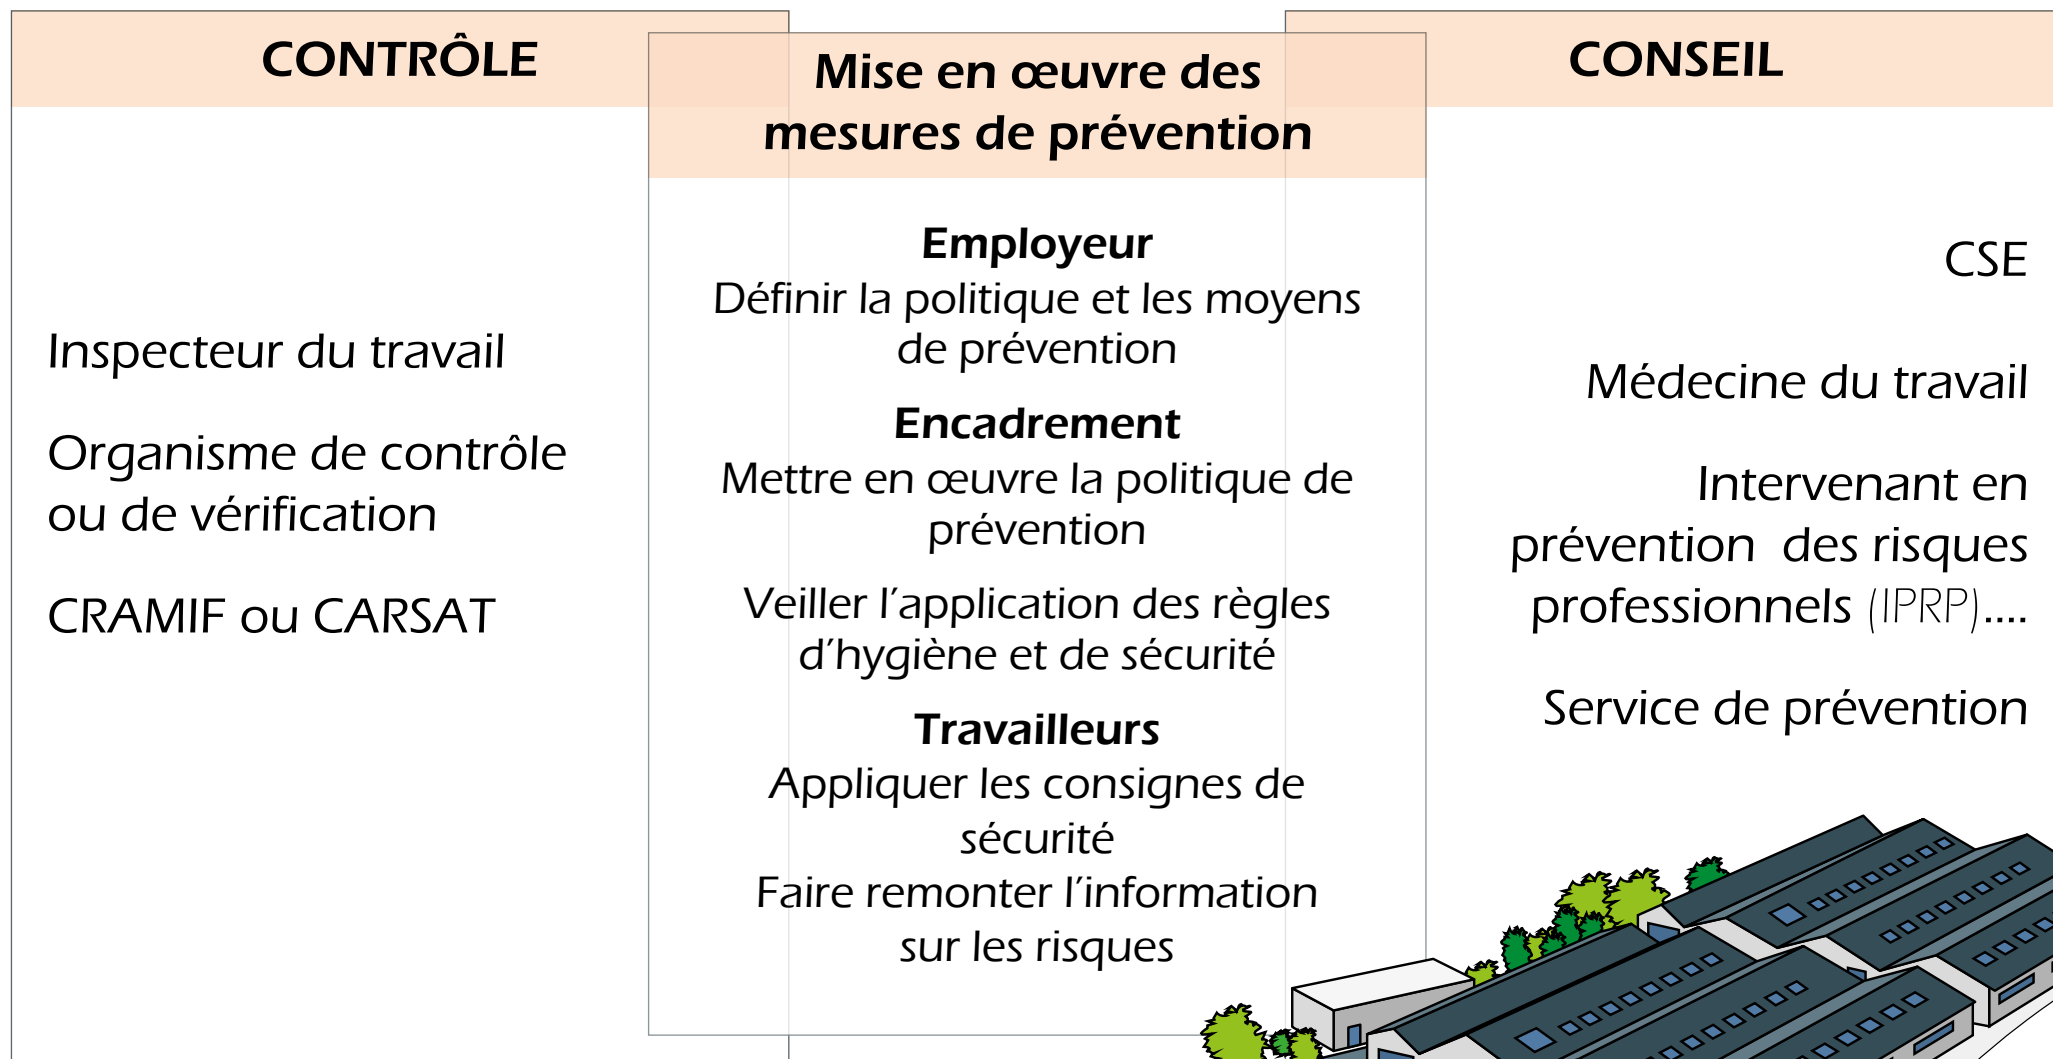 CONTRÔLE
Inspecteur du travail
Organisme de contrôle
ou de vérification
CRAMIF ou CARSAT
Mise en œuvre des
mesures de prévention
Employeur
Définir la politique et les moyens
de prévention
Encadrement
Mettre en œuvre la politique de
prévention
Veiller l’application des règles
d’hygiène et de sécurité
Travailleurs
Appliquer les consignes de
sécurité
Faire remonter l’information
sur les risques
CONSEIL
CSE
Médecine du travail
Intervenant en
prévention des risques
professionnels (IPRP)....
Service de prévention